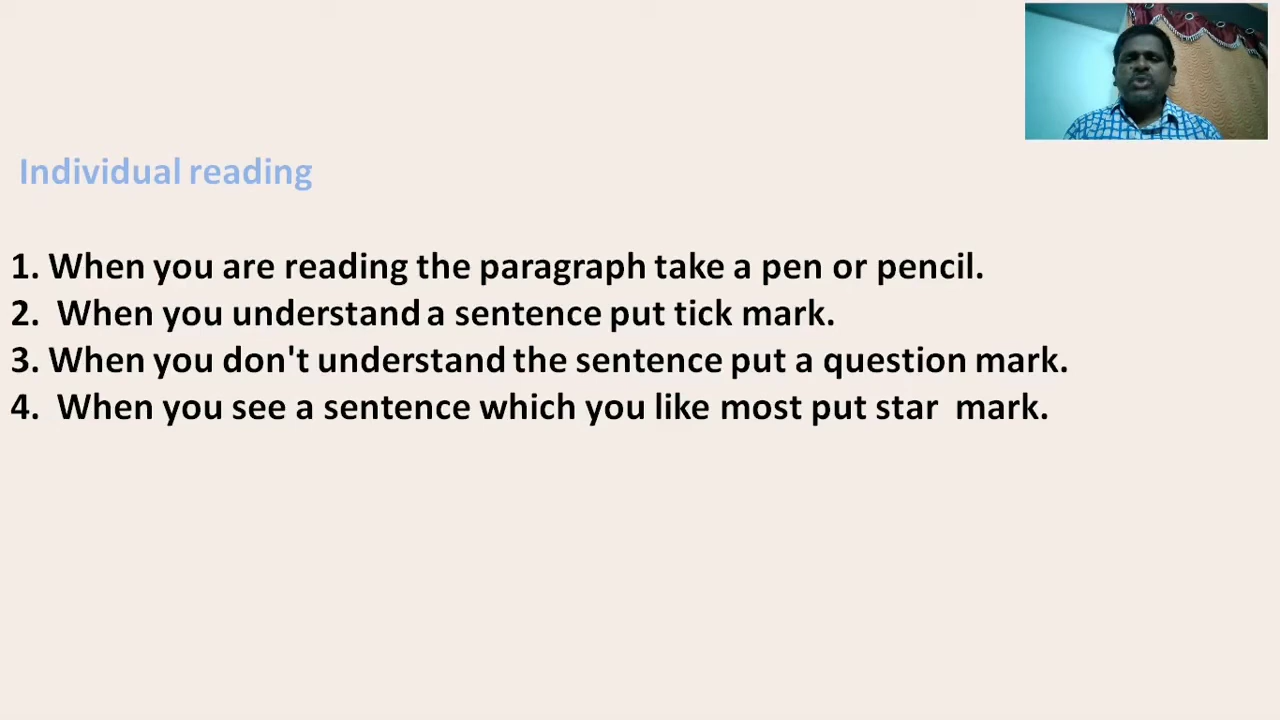 Individual reading
1. When you are reading the paragraph take a pen or pencil.
2. When you understand a sentence put tick mark.
3. When you don't understand the sentence put a question mark.
4. When you see a sentence which you like most put star mark.